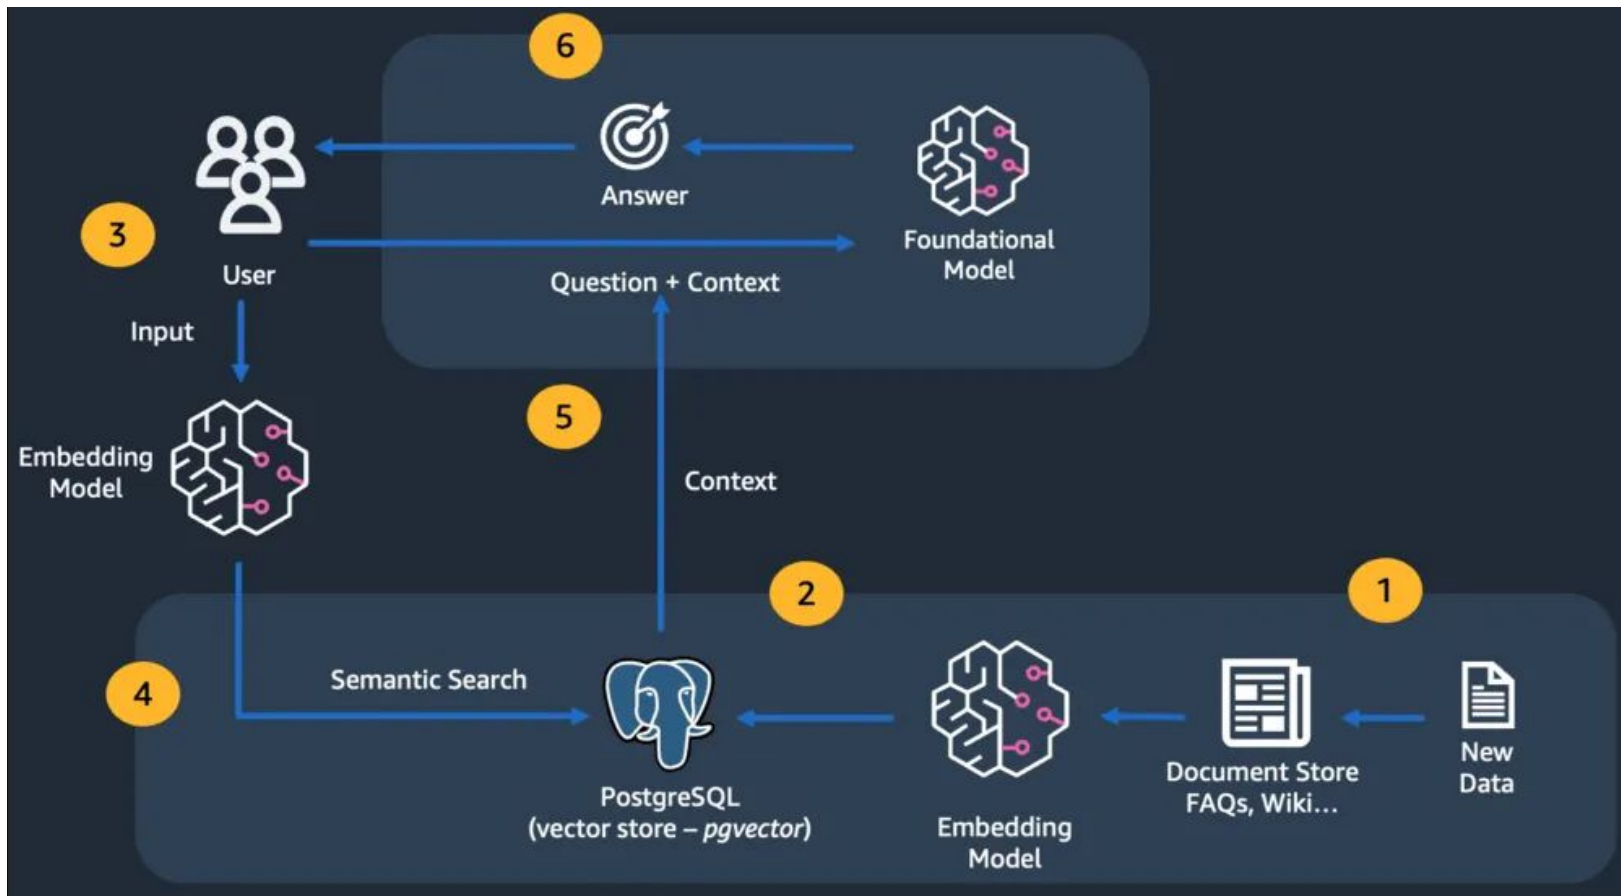 6
Answer
Foundational
Model
3
User
Question + Context
Input
5
Embedding
Model
Context
2
1
4
Semantic Search
PostgreSQL
(vector store – pgvector)
Embedding
Model
Document Store
FAQs, Wiki...
New
Data